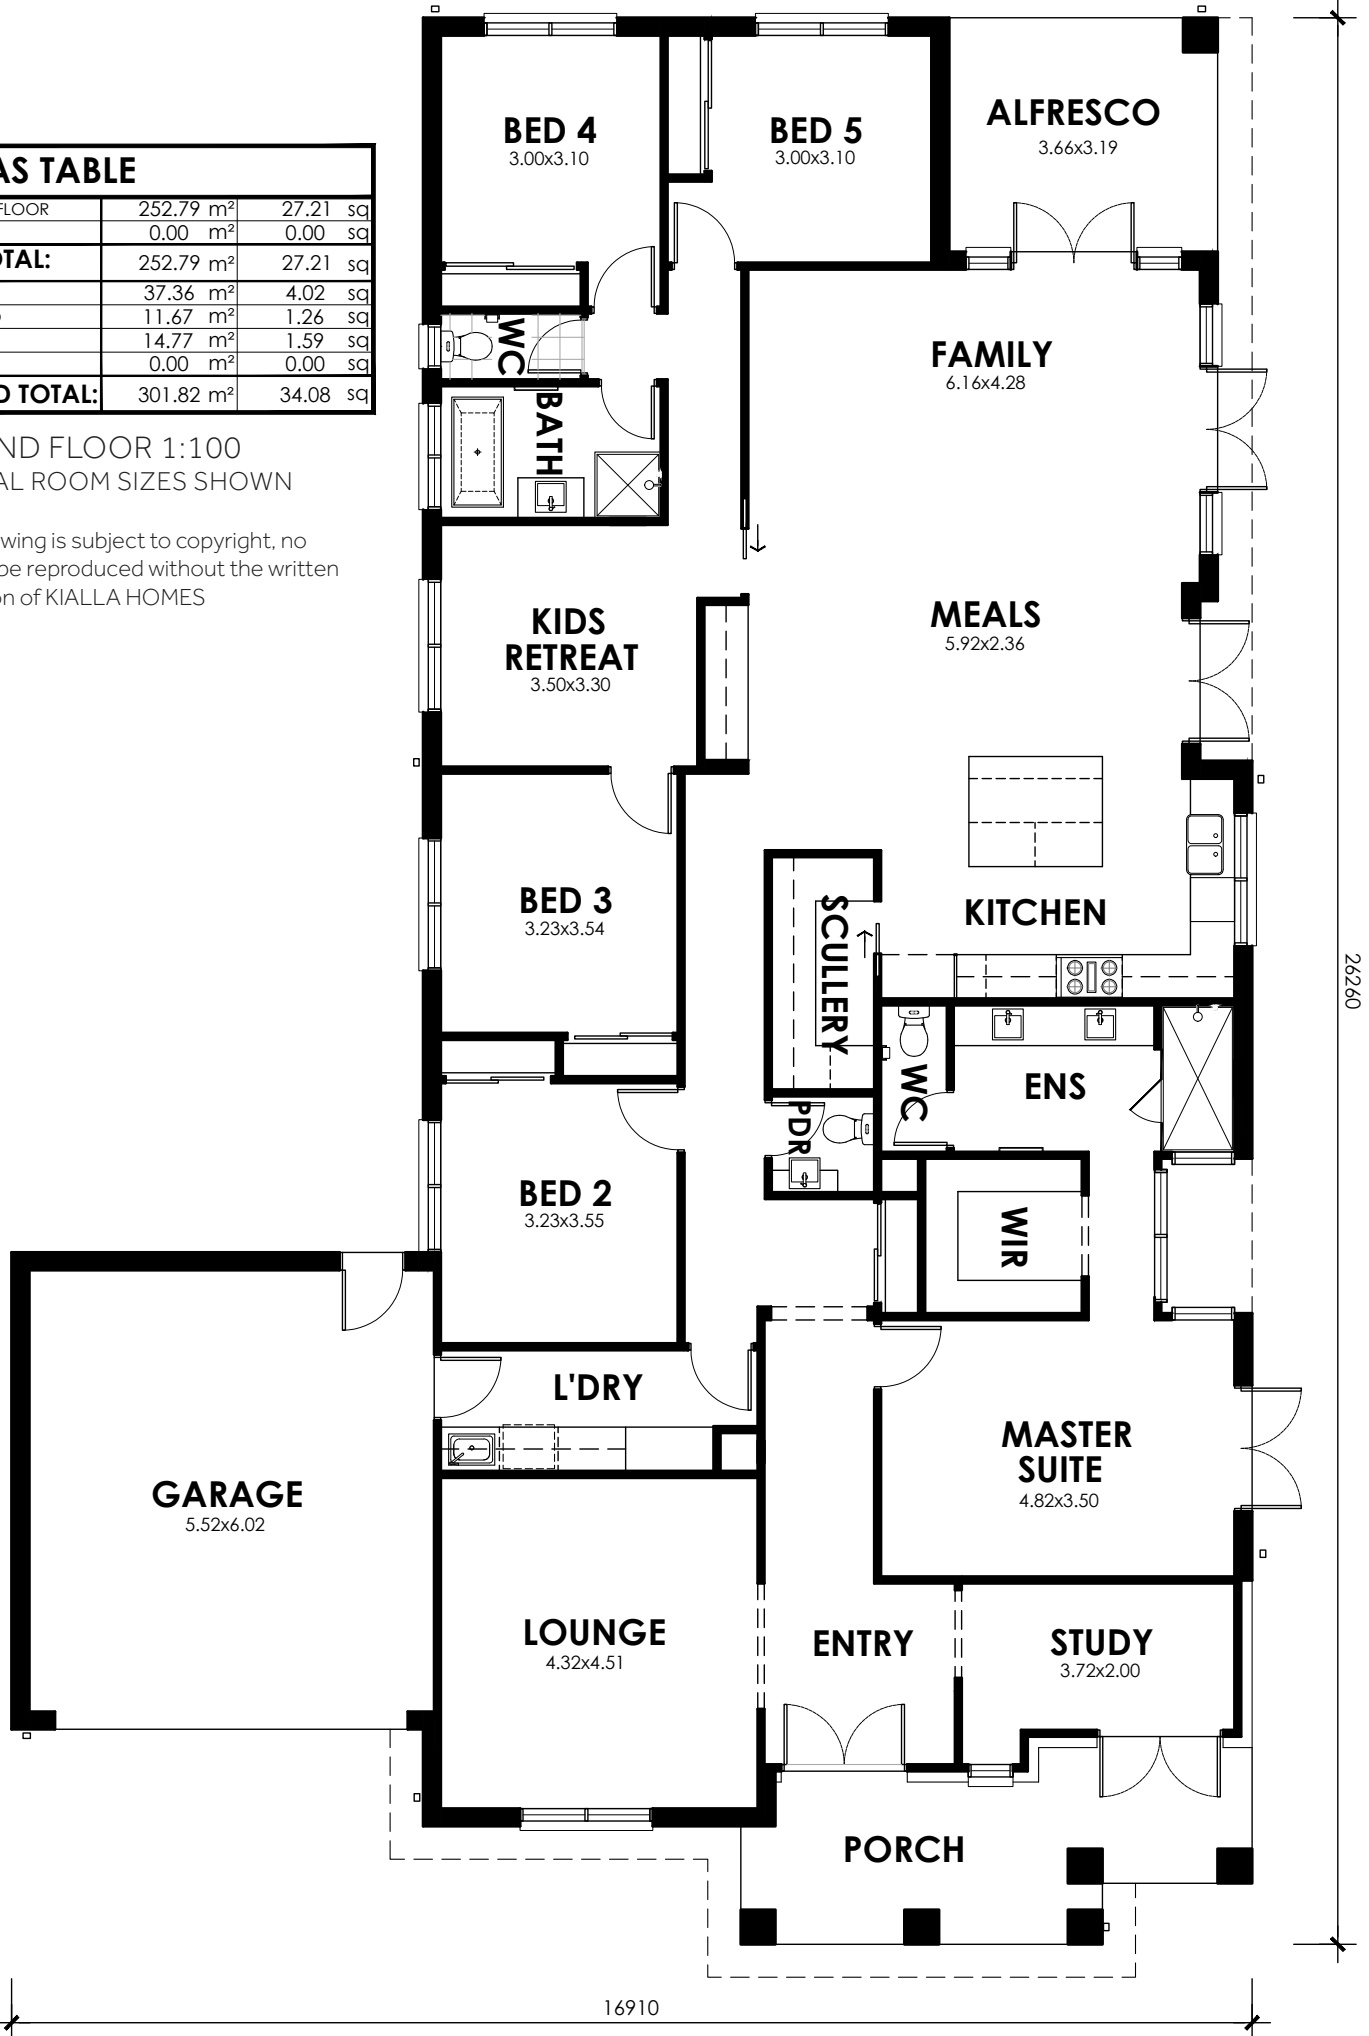 BED 4
3.00x3.10
BED 5
3.00x3.10
ALFRESCO
3.66x3.19
AS TABLE
FLOOR 252.79 m² 27.21 sq
0.00 m² 0.00 sq
OTAL: 252.79 m² 27.21 sq
37.36 m² 4.02 sq
11.67 m² 1.26 sq
14.77 m² 1.59 sq
0.00 m² 0.00 sq
D TOTAL: 301.82 m² 34.08 sq
ND FLOOR 1:100
AL ROOM SIZES SHOWN
wing is subject to copyright, no
be reproduced without the written
on of KIALLA HOMES
WC
BATH
FAMILY
6.16x4.28
KIDS
RETREAT
3.50x3.30
MEALS
5.92x2.36
BED 3
3.23x3.54
SCULLERY
KITCHEN
26260
WC
ENS
PDR
BED 2
3.23x3.55
WIR
L'DRY
MASTER
SUITE
4.82x3.50
GARAGE
5.52x6.02
LOUNGE
4.32x4.51
ENTRY
STUDY
3.72x2.00
PORCH
16910